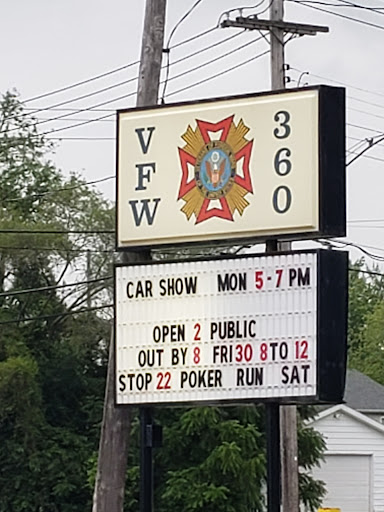 VFW 360
CAR SHOW MON 5-7 PM
OPEN 2 PUBLIC
OUT BY 8 FRI 30 8 TO 12
STOP 22 POKER RUN SAT